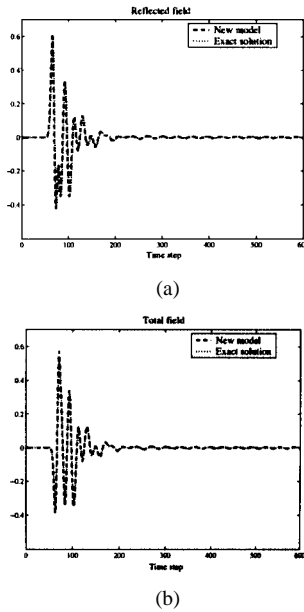 Reflected field
New model
Exact solution
0.6
0.4
0.2
0
-0.2
-0.4
0 100 200 300 400 500 600
Time step
(a)
Total field
New model
Exact solution
0.6
0.4
0.2
0
-0.2
-0.4
0 100 200 300 400 500 600
Time step
(b)